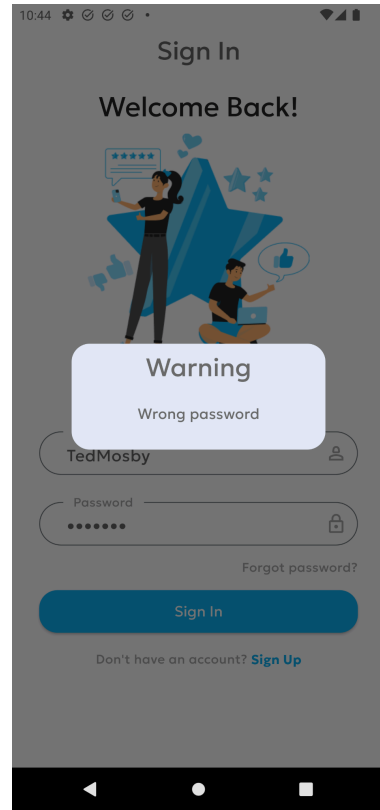 10:44
Sign In
Welcome Back!
Warning
Wrong password
TedMosby
Password
•••••••
Forgot password?
Sign In
Don't have an account? Sign Up